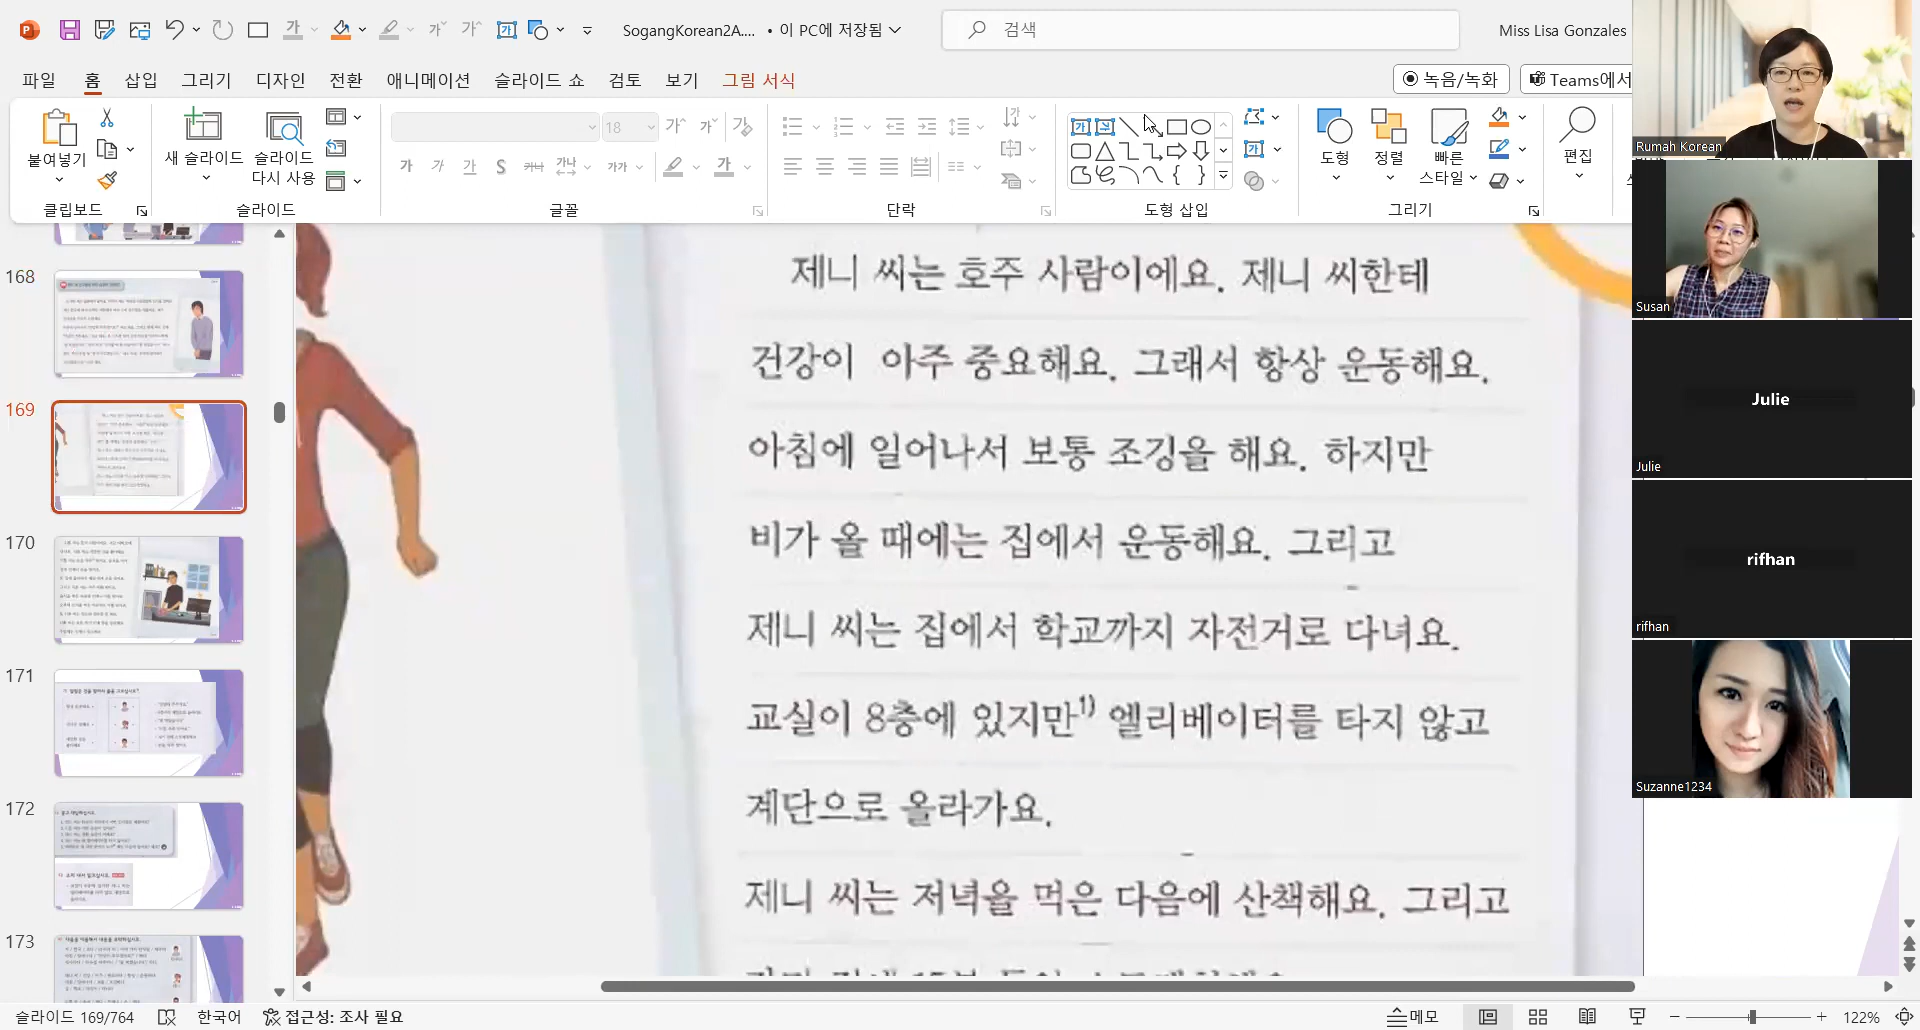 SogangKorean2A.... • 이 PC에 저장됨
검색
Miss Lisa Gonzales
파일 홈 삽입 그리기 디자인 전환 애니메이션 슬라이드 쇼 검토 보기 그림 서식
녹음/녹화
Teams에서
붙여넣기
새 슬라이드
슬라이드 다시 사용
18
도형
정렬
빠른 스타일
편집
클립보드
슬라이드
글꼴
단락
도형 삽입
그리기
168
169
170
171
172
173
제니 씨는 호주 사람이에요. 제니 씨한테
건강이 아주 중요해요. 그래서 항상 운동해요.
아침에 일어나서 보통 조깅을 해요. 하지만
비가 올 때에는 집에서 운동해요. 그리고
제니 씨는 집에서 학교까지 자전거로 다녀요.
교실이 8층에 있지만1) 엘리베이터를 타지 않고
계단으로 올라가요.
제니 씨는 저녁을 먹은 다음에 산책해요. 그리고
Rumah Korean
Susan
Julie
Julie
rifhan
rifhan
Suzanne1234
슬라이드 169/764
한국어
접근성: 조사 필요
메모
122%